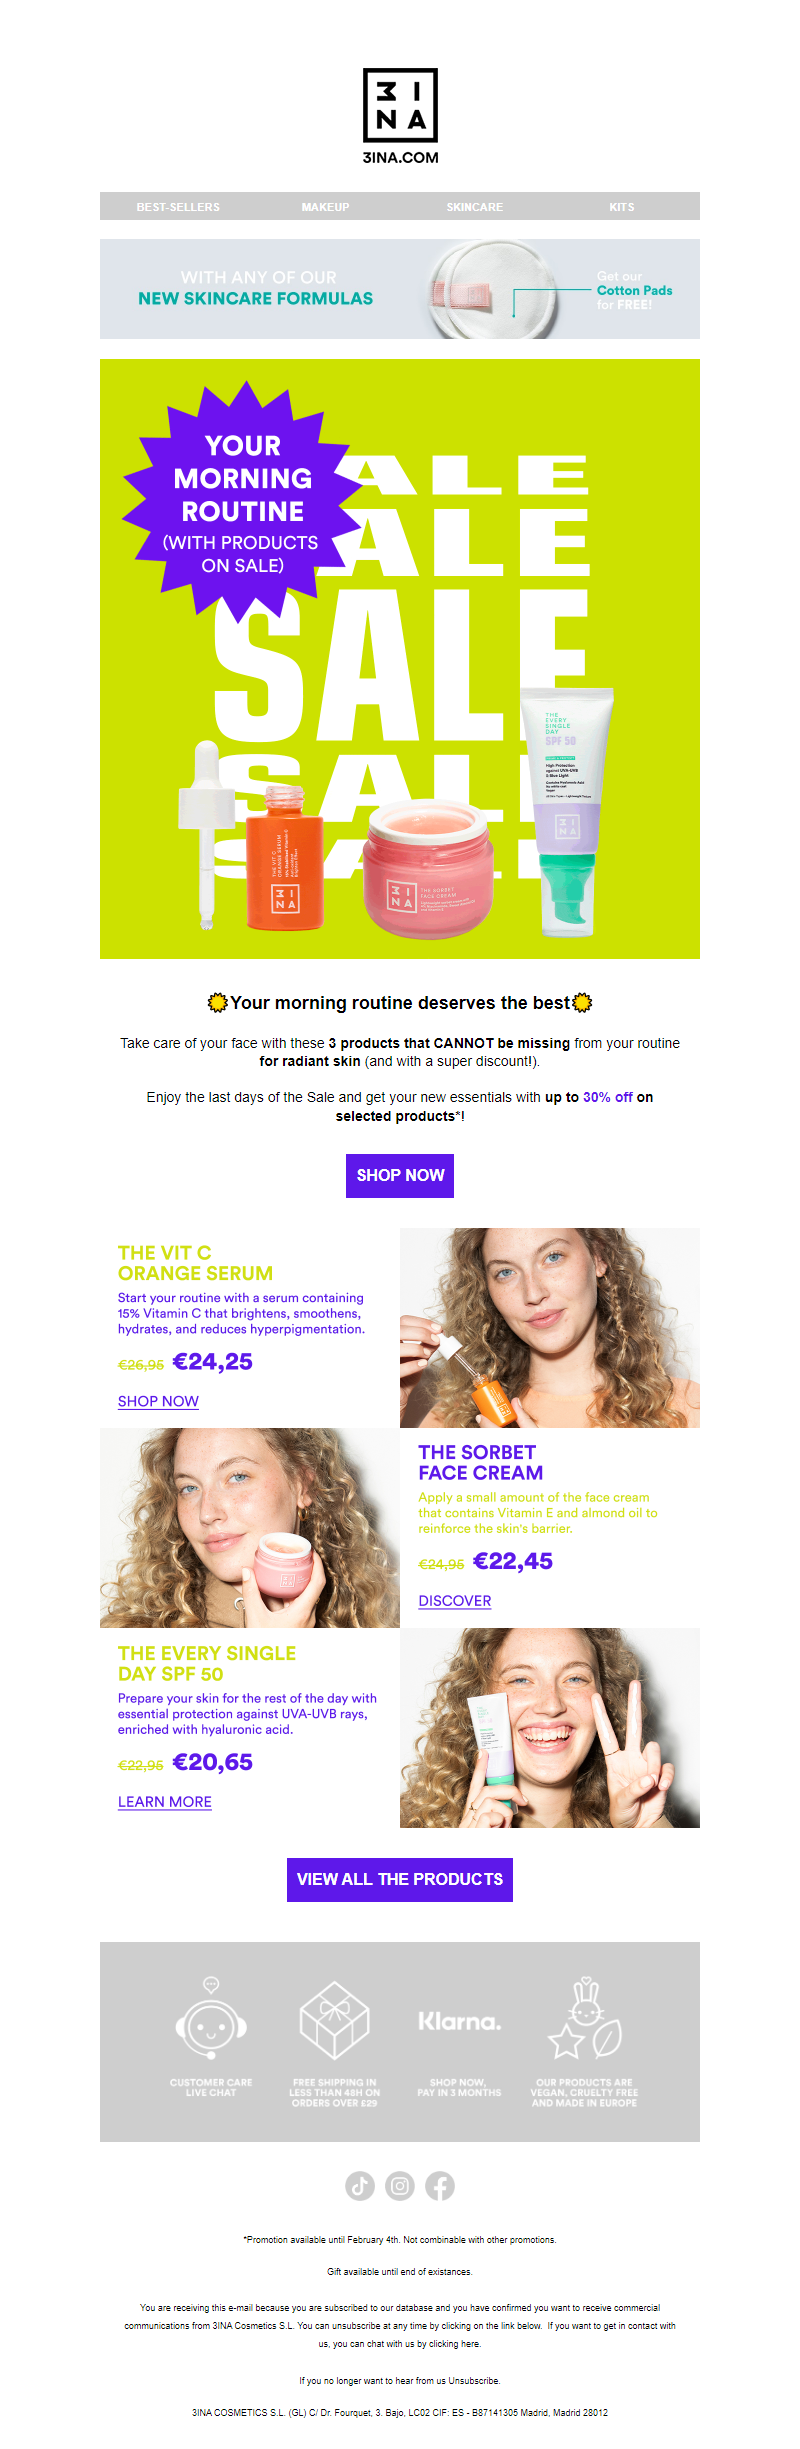 3INA
3INA.COM
BEST-SELLERS MAKEUP SKINCARE KITS
WITH ANY OF OUR
NEW SKINCARE FORMULAS
Get our
Cotton Pads
for FREE!
YOUR
MORNING
ROUTINE
(WITH PRODUCTS
ON SALE)
ALE
ALE
SALE
SALE
SALE
THE
EVERY
SINGLE
DAY
SPF 50
High Protection
against UVA-UVB
& Blue Light
3INA
THE VIT C
ORANGE SERUM
3INA
THE SORBET
FACE CREAM
3INA
Your morning routine deserves the best
Take care of your face with these 3 products that CANNOT be missing from your routine
for radiant skin (and with a super discount!).
Enjoy the last days of the Sale and get your new essentials with up to 30% off on
selected products*!
SHOP NOW
THE VIT C
ORANGE SERUM
Start your routine with a serum containing
15% Vitamin C that brightens, smoothens,
hydrates, and reduces hyperpigmentation.
€26,95 €24,25
SHOP NOW
THE SORBET
FACE CREAM
Apply a small amount of the face cream
that contains Vitamin E and almond oil to
reinforce the skin's barrier.
€24,95 €22,45
DISCOVER
THE EVERY SINGLE
DAY SPF 50
Prepare your skin for the rest of the day with
essential protection against UVA-UVB rays,
enriched with hyaluronic acid.
€22,95 €20,65
LEARN MORE
VIEW ALL THE PRODUCTS
CUSTOMER CARE
LIVE CHAT
FREE SHIPPING IN
LESS THAN 48H ON
ORDERS OVER £29
Klarna.
SHOP NOW,
PAY IN 3 MONTHS
OUR PRODUCTS ARE
VEGAN, CRUELTY FREE
AND MADE IN EUROPE
*Promotion available until February 4th. Not combinable with other promotions.
Gift available until end of existances.
You are receiving this e-mail because you are subscribed to our database and you have confirmed you want to receive commercial
communications from 3INA Cosmetics S.L. You can unsubscribe at any time by clicking on the link below. If you want to get in contact with
us, you can chat with us by clicking here.
If you no longer want to hear from us Unsubscribe.
3INA COSMETICS S.L. (GL) C/ Dr. Fourquet, 3. Bajo, LC02 CIF: ES - B87141305 Madrid, Madrid 28012